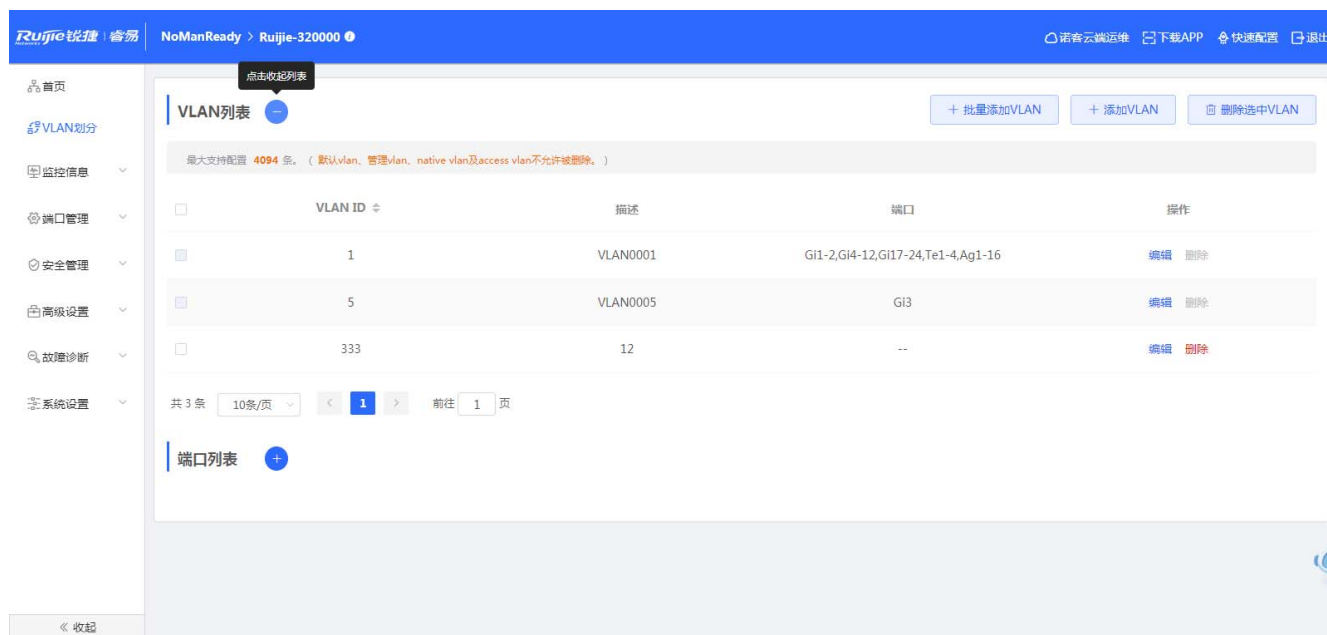 Ruijie锐捷 | 睿易 NoManReady > Ruijie-320000
Networks
诺客云端运维 下载APP 快速配置 退出
首页
VLAN划分
监控信息
端口管理
安全管理
高级设置
故障诊断
系统设置
« 收起
点击收起列表
VLAN列表
+ 批量添加VLAN + 添加VLAN 删除选中VLAN
最大支持配置 4094 条。 ( 默认vlan、管理vlan、native vlan及access vlan不允许被删除。 )
VLAN ID 描述 端口 操作
1 VLAN0001 Gi1-2,Gi4-12,Gi17-24,Te1-4,Ag1-16 编辑 删除
5 VLAN0005 Gi3 编辑 删除
333 12 -- 编辑 删除
共 3 条 10条/页 < 1 > 前往 1 页
端口列表